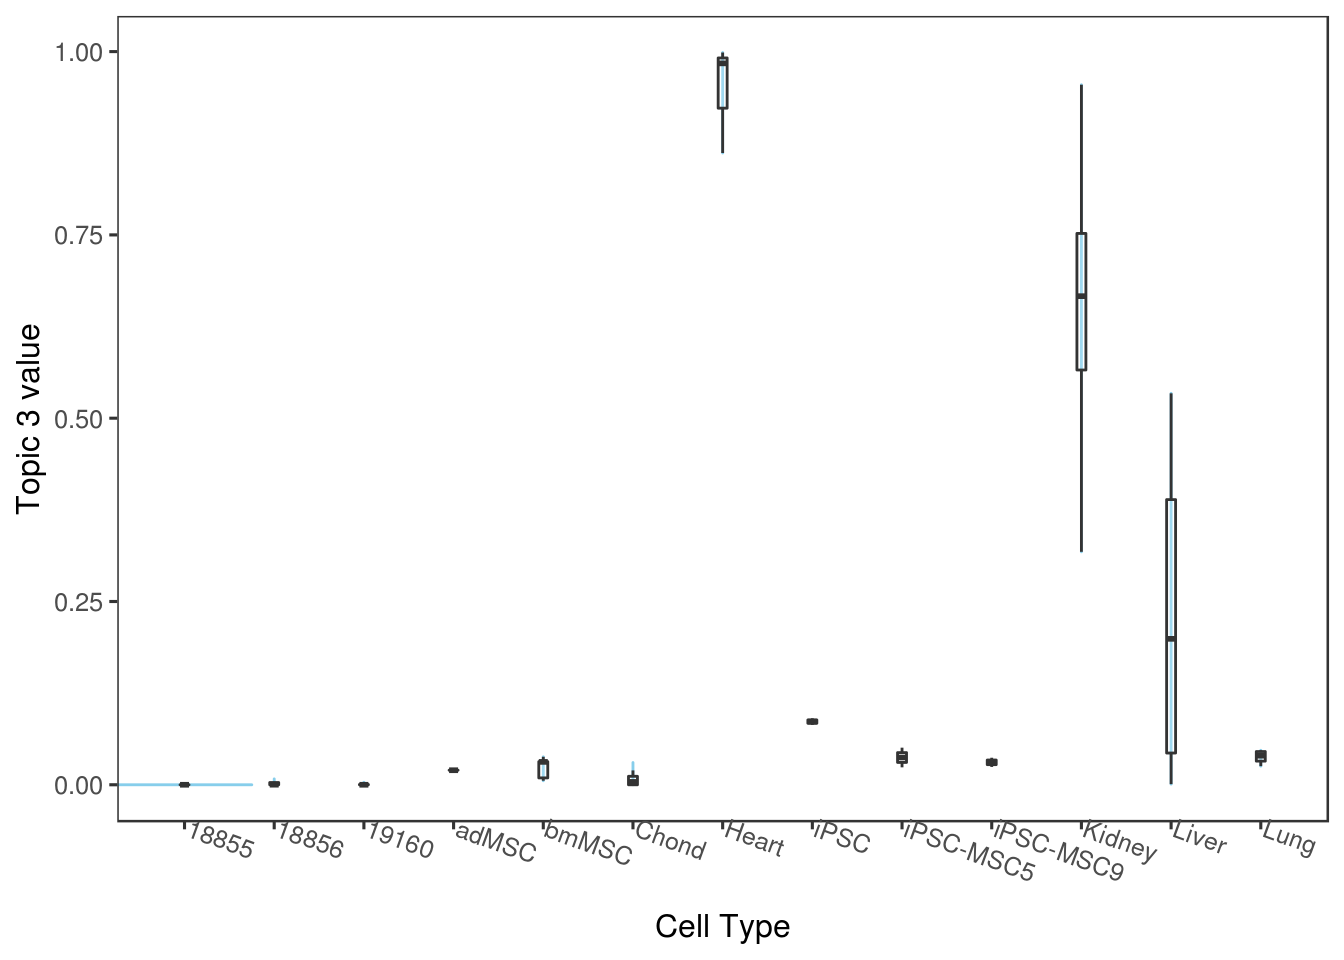 1.00
0.75
0.50
0.25
0.00
Topic 3 value
18855 18856 19160 adMSC bmMSC Chond Heart iPSC iPSC-MSC5 iPSC-MSC9 Kidney Liver Lung
Cell Type